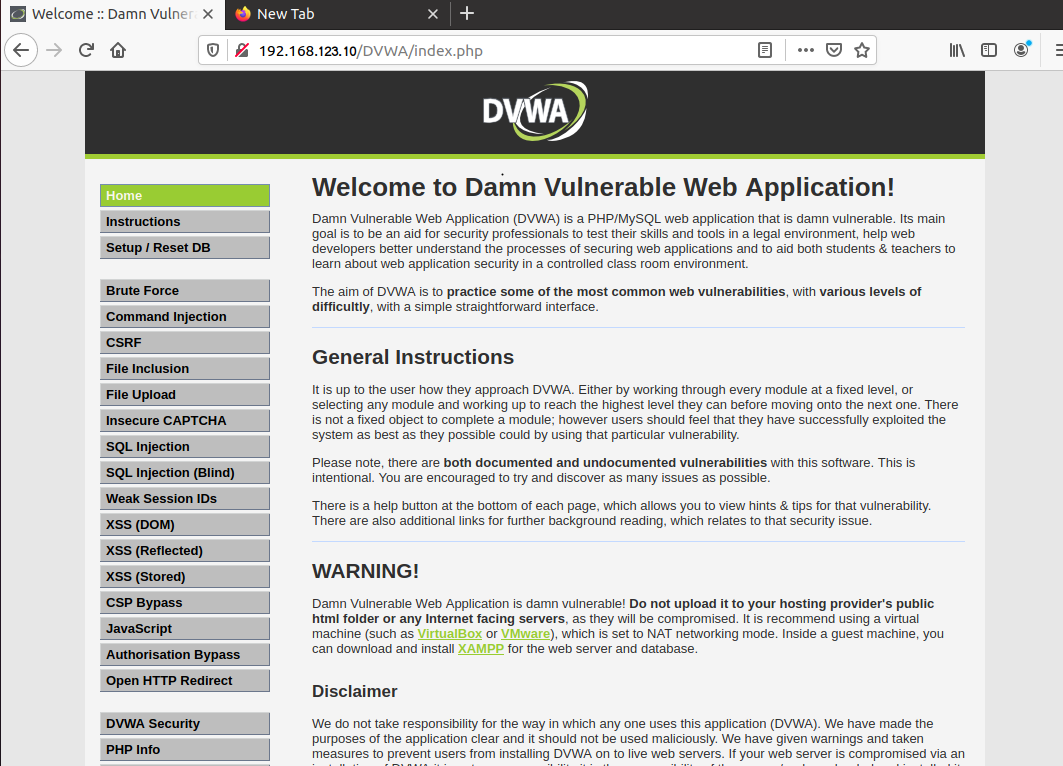 Welcome :: Damn Vulner
New Tab
192.168.123.10/DVWA/index.php
DVWA
Home
Instructions
Setup / Reset DB
Brute Force
Command Injection
CSRF
File Inclusion
File Upload
Insecure CAPTCHA
SQL Injection
SQL Injection (Blind)
Weak Session IDs
XSS (DOM)
XSS (Reflected)
XSS (Stored)
CSP Bypass
JavaScript
Authorisation Bypass
Open HTTP Redirect
DVWA Security
PHP Info
Welcome to Damn Vulnerable Web Application!
Damn Vulnerable Web Application (DVWA) is a PHP/MySQL web application that is damn vulnerable. Its main
goal is to be an aid for security professionals to test their skills and tools in a legal environment, help web
developers better understand the processes of securing web applications and to aid both students & teachers to
learn about web application security in a controlled class room environment.
The aim of DVWA is to practice some of the most common web vulnerabilities, with various levels of
difficultly, with a simple straightforward interface.
General Instructions
It is up to the user how they approach DVWA. Either by working through every module at a fixed level, or
selecting any module and working up to reach the highest level they can before moving onto the next one. There
is not a fixed object to complete a module; however users should feel that they have successfully exploited the
system as best as they possible could by using that particular vulnerability.
Please note, there are both documented and undocumented vulnerabilities with this software. This is
intentional. You are encouraged to try and discover as many issues as possible.
There is a help button at the bottom of each page, which allows you to view hints & tips for that vulnerability.
There are also additional links for further background reading, which relates to that security issue.
WARNING!
Damn Vulnerable Web Application is damn vulnerable! Do not upload it to your hosting provider's public
html folder or any Internet facing servers, as they will be compromised. It is recommend using a virtual
machine (such as VirtualBox or VMware), which is set to NAT networking mode. Inside a guest machine, you
can download and install XAMPP for the web server and database.
Disclaimer
We do not take responsibility for the way in which any one uses this application (DVWA). We have made the
purposes of the application clear and it should not be used maliciously. We have given warnings and taken
measures to prevent users from installing DVWA on to live web servers. If your web server is compromised via an